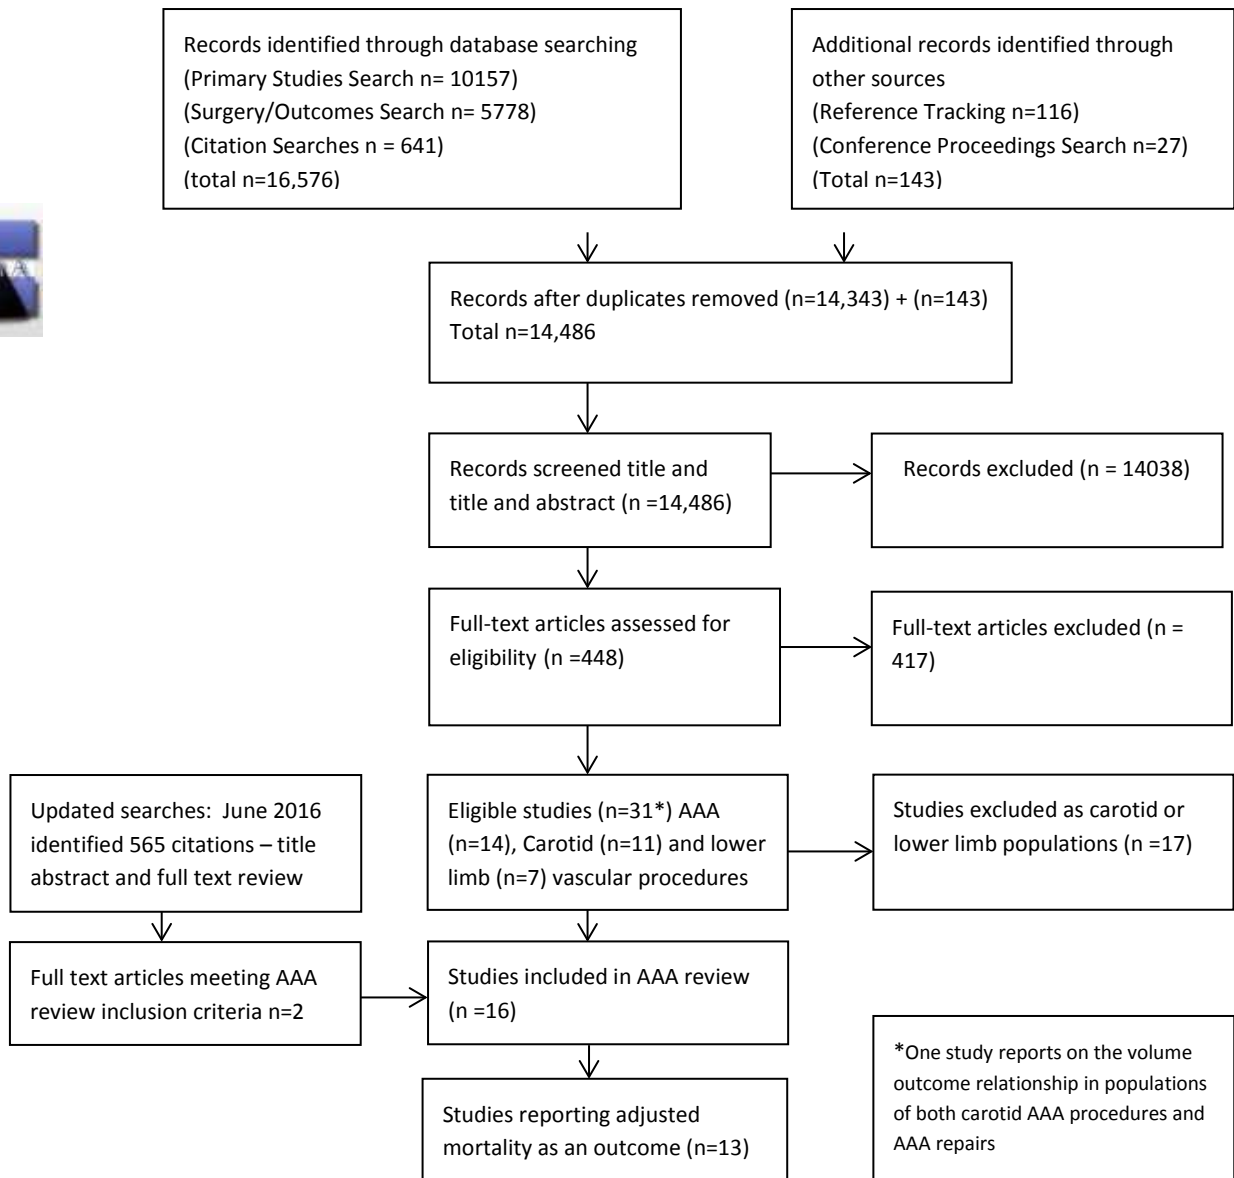 Records identified through database searching
(Primary Studies Search n= 10157)
(Surgery/Outcomes Search n= 5778)
(Citation Searches n = 641)
(total n=16,576)
Additional records identified through
other sources
(Reference Tracking n=116)
(Conference Proceedings Search n=27)
(Total n=143)
Records after duplicates removed (n=14,343) + (n=143)
Total n=14,486
Records screened title and
title and abstract (n =14,486)
Records excluded (n = 14038)
Full-text articles assessed for
eligibility (n =448)
Full-text articles excluded (n =
417)
Updated searches: June 2016
identified 565 citations – title
abstract and full text review
Eligible studies (n=31*) AAA
(n=14), Carotid (n=11) and lower
limb (n=7) vascular procedures
Studies excluded as carotid or
lower limb populations (n =17)
Full text articles meeting AAA
review inclusion criteria n=2
Studies included in AAA review
(n =16)
Studies reporting adjusted
mortality as an outcome (n=13)
*One study reports on the volume
outcome relationship in populations
of both carotid AAA procedures and
AAA repairs